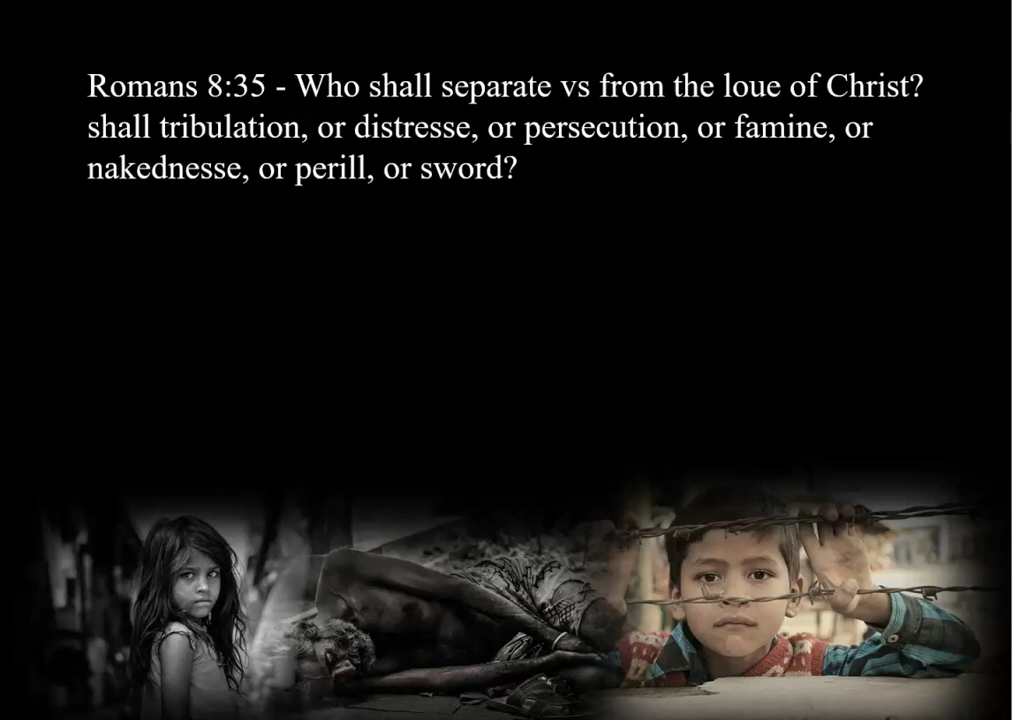 Romans 8:35 - Who shall separate vs from the loue of Christ?
shall tribulation, or distresse, or persecution, or famine, or
nakednesse, or perill, or sword?